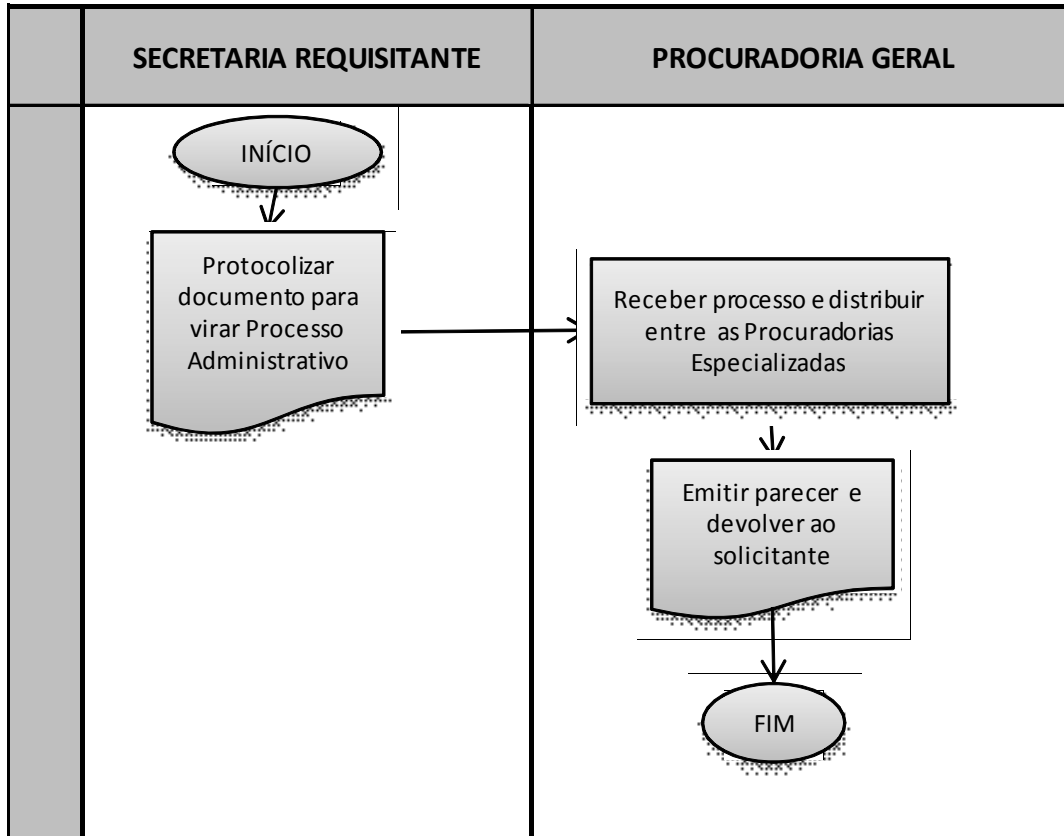 SECRETARIA REQUISITANTE
PROCURADORIA GERAL
INÍCIO
Protocolizar
documento para
virar Processo
Administrativo
Receber processo e distribuir
entre as Procuradorias
Especializadas
Emitir parecer e
devolver ao
solicitante
FIM